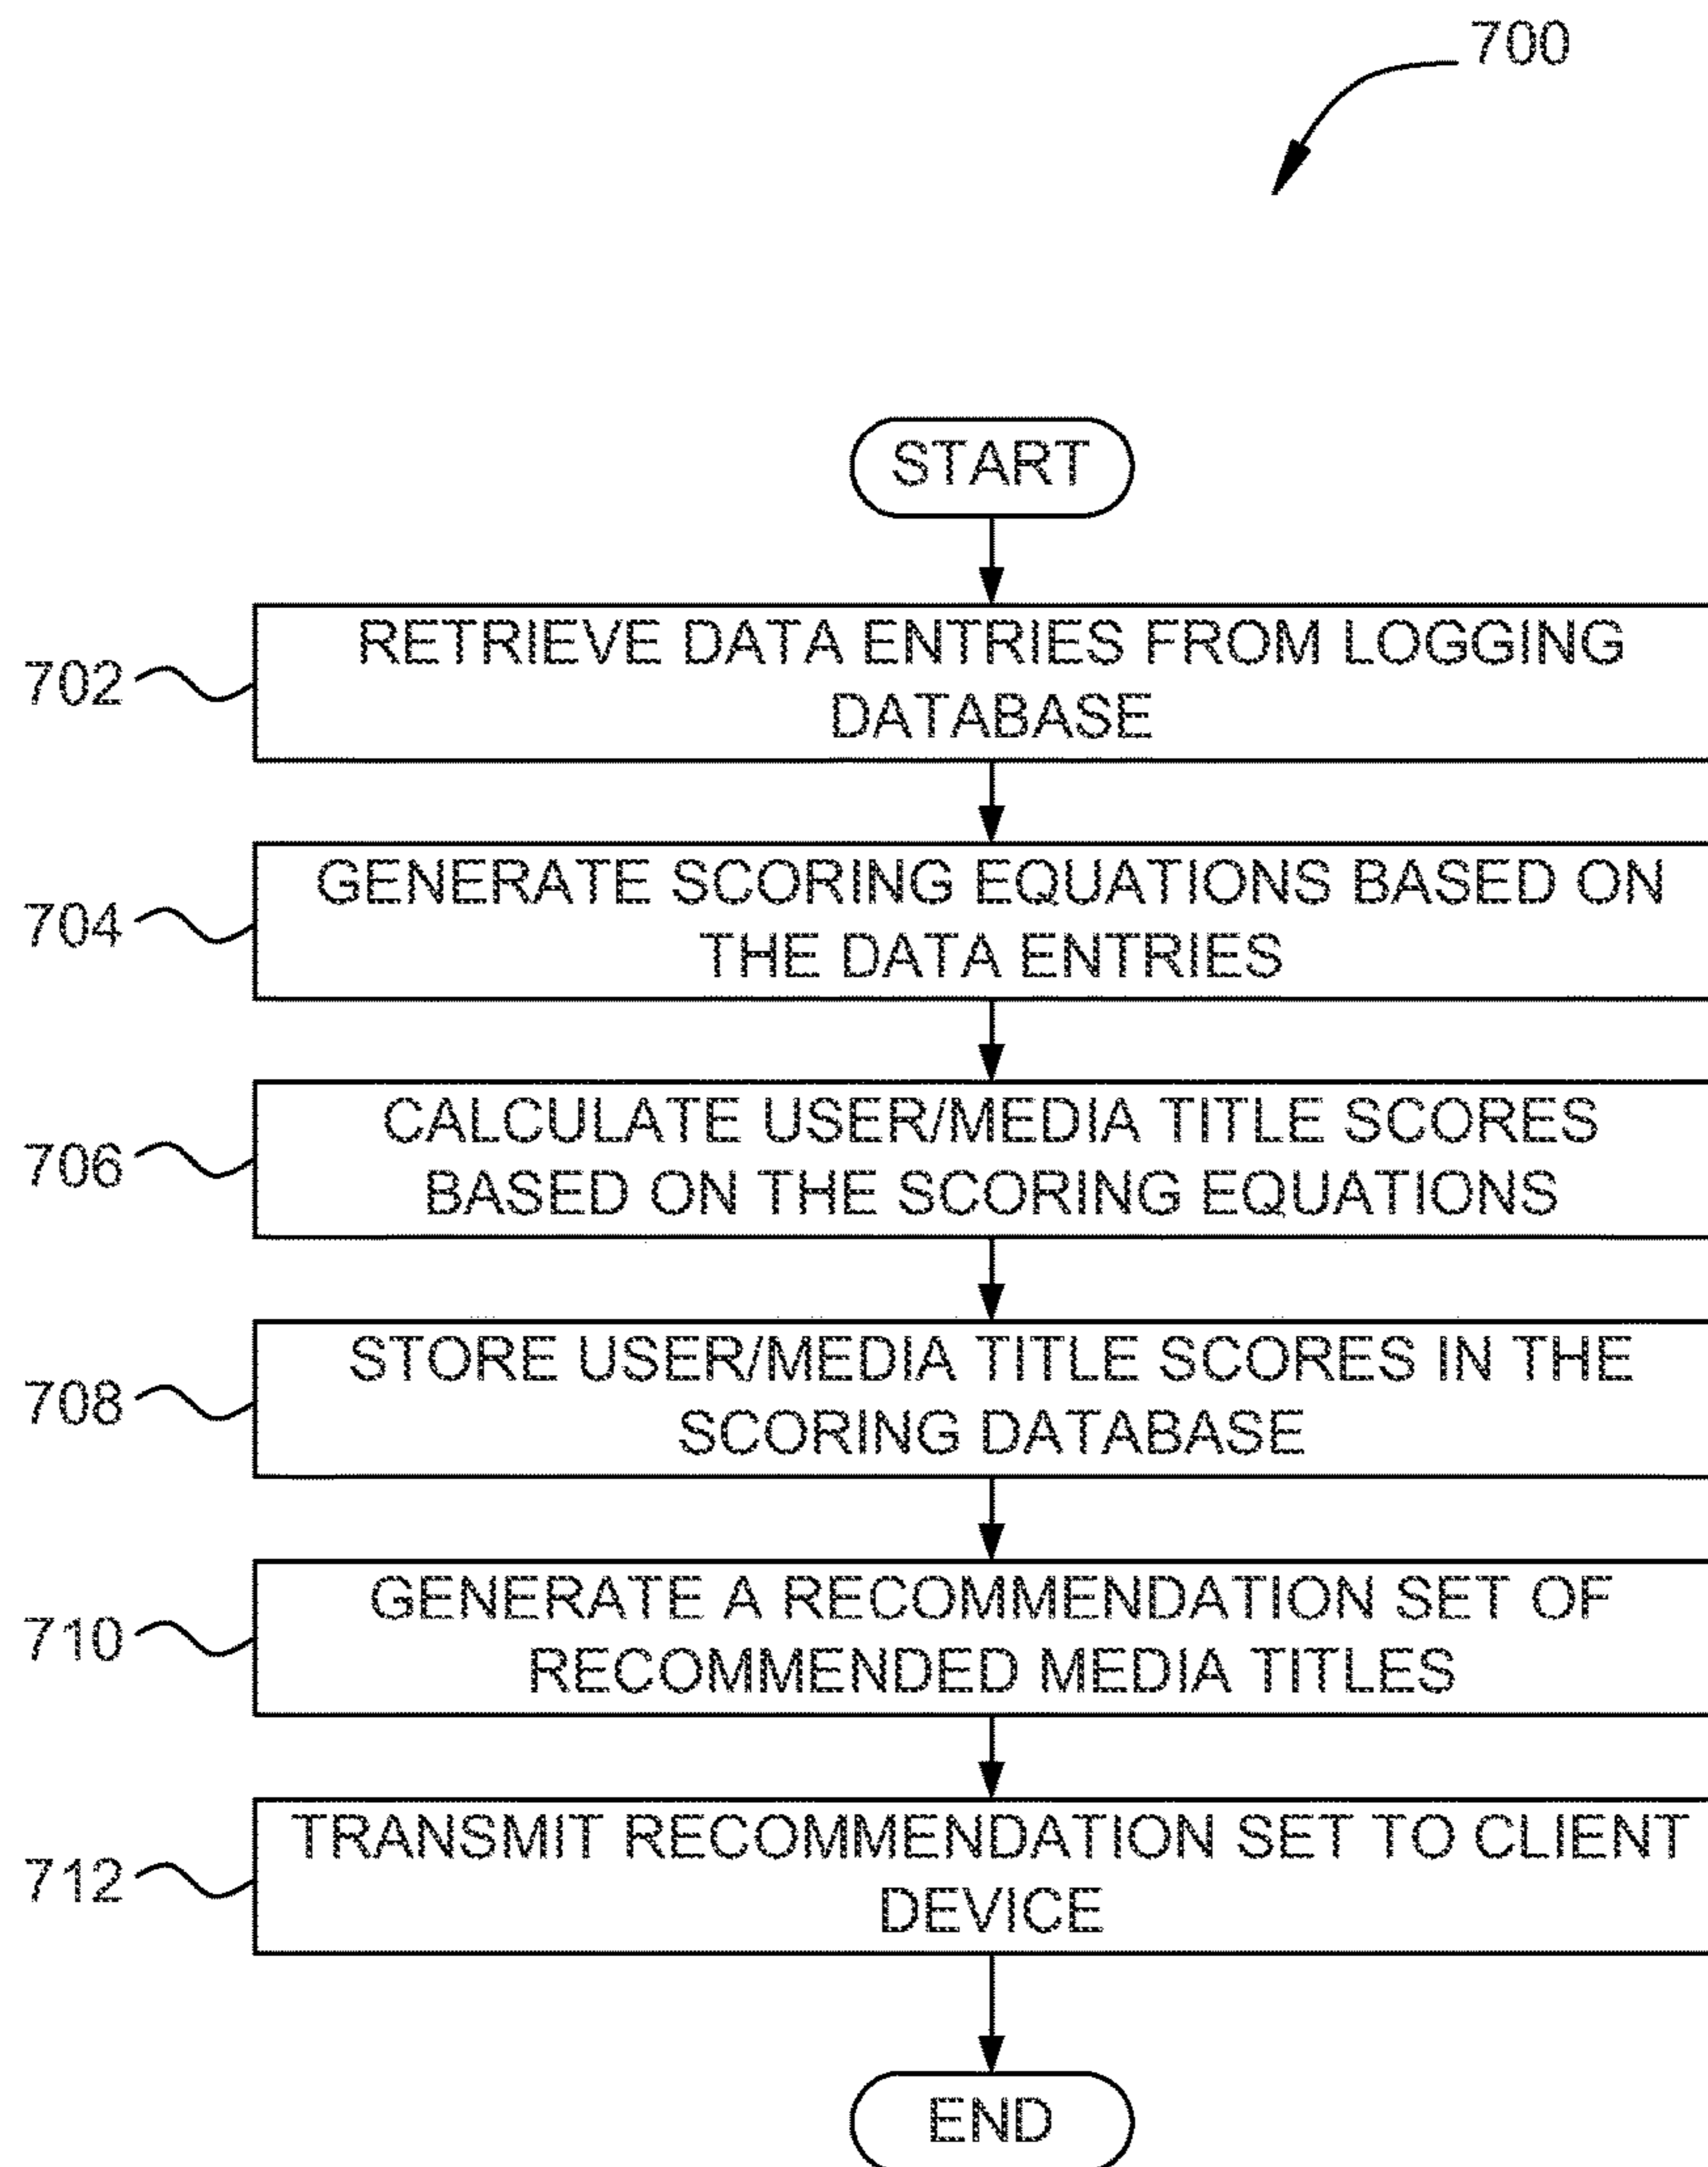 700
START
702
RETRIEVE DATA ENTRIES FROM LOGGING
DATABASE
704
GENERATE SCORING EQUATIONS BASED ON
THE DATA ENTRIES
706
CALCULATE USER/MEDIA TITLE SCORES
BASED ON THE SCORING EQUATIONS
708
STORE USER/MEDIA TITLE SCORES IN THE
SCORING DATABASE
710
GENERATE A RECOMMENDATION SET OF
RECOMMENDED MEDIA TITLES
712
TRANSMIT RECOMMENDATION SET TO CLIENT
DEVICE
END